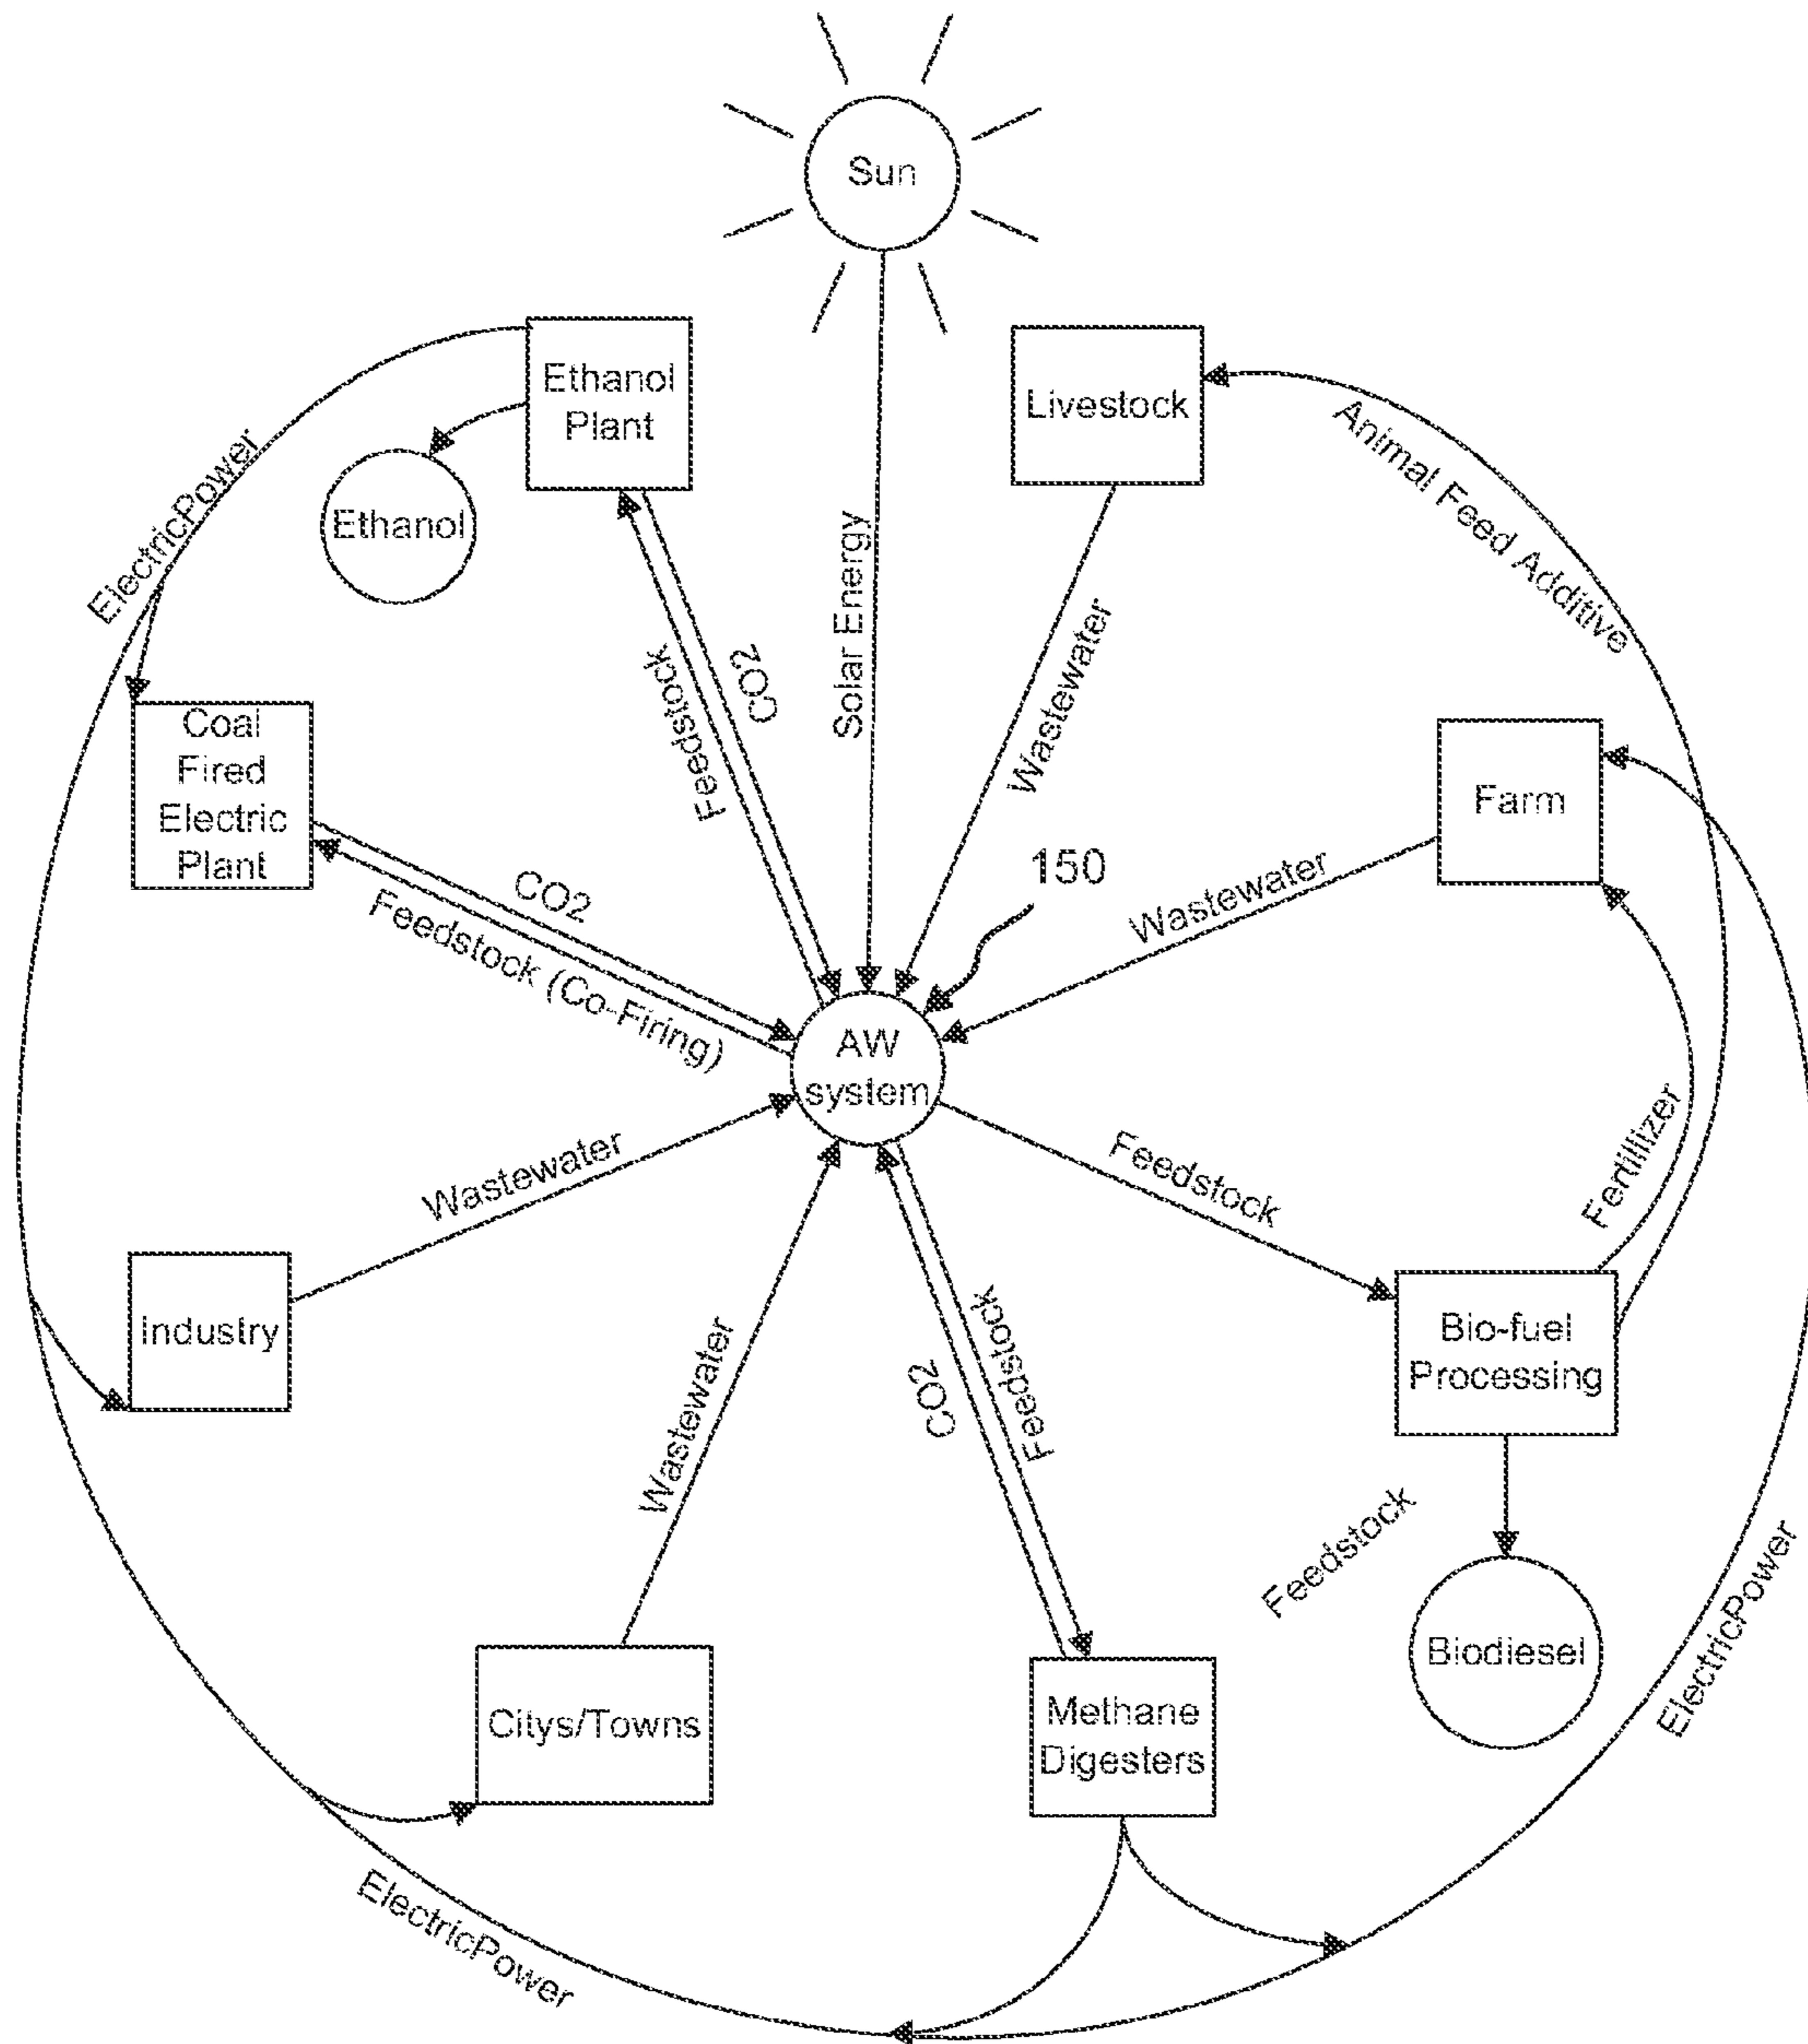 Sun
Ethanol
Plant
Livestock
Animal Feed Additive
ElectricPower
Ethanol
Solar Energy
Feedstock
CO2
Wastewater
Coal
Fired
Electric
Plant
Farm
150
CO2
Feedstock (Co-Firing)
Wastewater
AW
system
Wastewater
Feedstock
Fertillizer
Industry
Bio-fuel
Processing
Wastewater
CO2
Feedstock
Feedstock
Biodiesel
ElectricPower
Citys/Towns
Methane
Digesters
ElectricPower